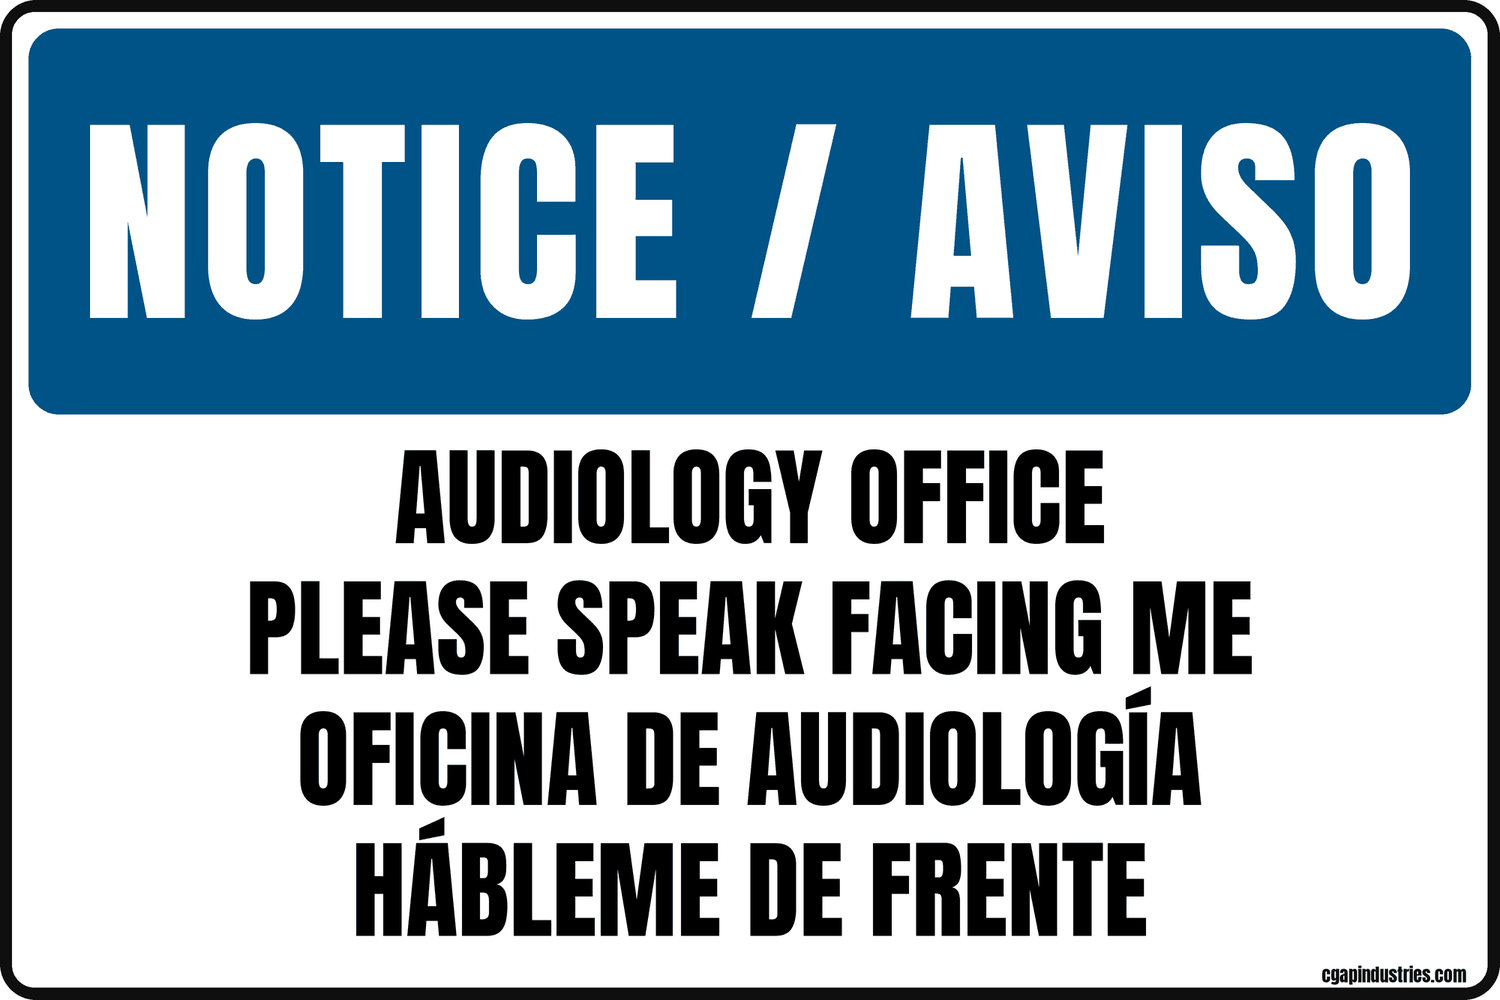 NOTICE / AVISO
AUDIOLOGY OFFICE
PLEASE SPEAK FACING ME
OFICINA DE AUDIOLOGÍA
HÁBLEME DE FRENTE
cgapindustries.com